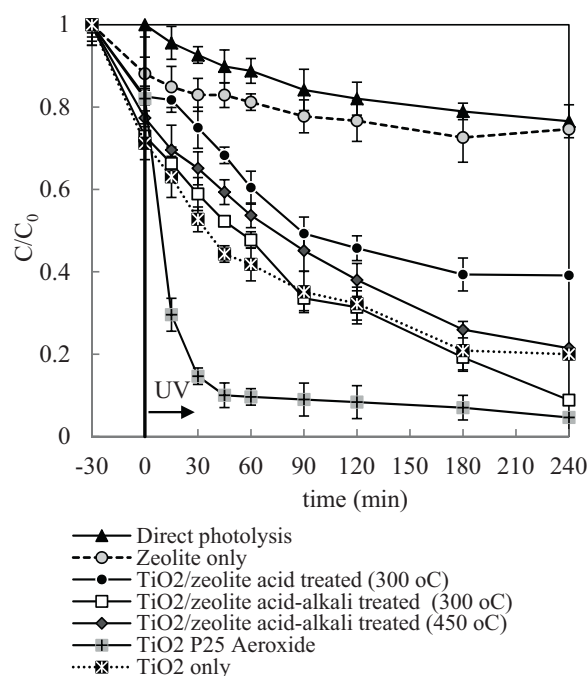 1
0.8
0.6
0.4
0.2
0
C/C0
UV
-30 0 30 60 90 120 150 180 210 240
time (min)
Direct photolysis
Zeolite only
TiO2/zeolite acid treated (300 oC)
TiO2/zeolite acid-alkali treated (300 oC)
TiO2/zeolite acid-alkali treated (450 oC)
TiO2 P25 Aeroxide
TiO2 only